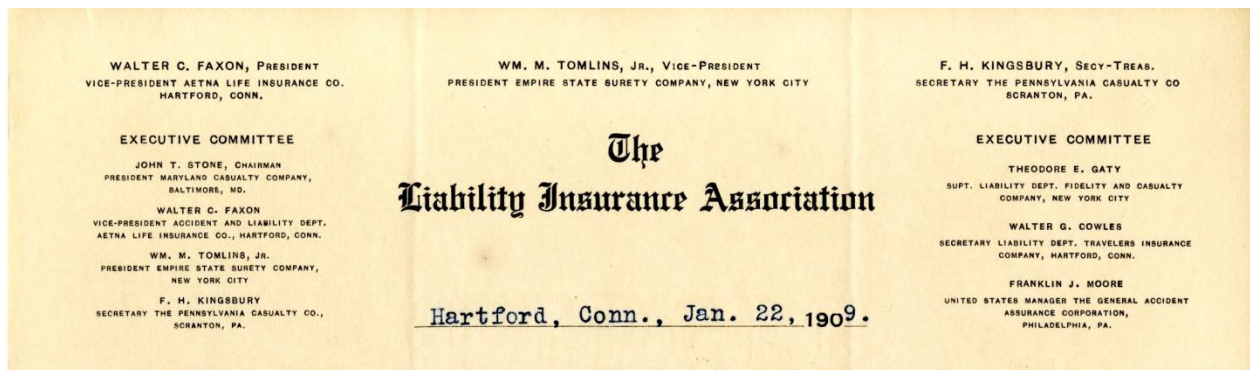 WALTER C. FAXON, PRESIDENT
VICE-PRESIDENT AETNA LIFE INSURANCE CO.
HARTFORD, CONN.
WM. M. TOMLINS, JR., VICE-PRESIDENT
PRESIDENT EMPIRE STATE SURETY COMPANY, NEW YORK CITY
F. H. KINGSBURY, SECY-TREAS.
SECRETARY THE PENNSYLVANIA CASUALTY CO
SCRANTON, PA.
EXECUTIVE COMMITTEE
JOHN T. STONE, CHAIRMAN
PRESIDENT MARYLAND CASUALTY COMPANY,
BALTIMORE, MD.
WALTER C. FAXON
VICE-PRESIDENT ACCIDENT AND LIABILITY DEPT.
AETNA LIFE INSURANCE CO., HARTFORD, CONN.
WM. M. TOMLINS, JR.
PRESIDENT EMPIRE STATE SURETY COMPANY,
NEW YORK CITY
F. H. KINGSBURY
SECRETARY THE PENNSYLVANIA CASUALTY CO.,
SCRANTON, PA.
The
Liability Insurance Association
Hartford, Conn., Jan. 22, 1909.
EXECUTIVE COMMITTEE
THEODORE E. GATY
SUPT. LIABILITY DEPT. FIDELITY AND CASUALTY
COMPANY, NEW YORK CITY
WALTER G. COWLES
SECRETARY LIABILITY DEPT. TRAVELERS INSURANCE
COMPANY, HARTFORD, CONN.
FRANKLIN J. MOORE
UNITED STATES MANAGER THE GENERAL ACCIDENT
ASSURANCE CORPORATION,
PHILADELPHIA, PA.